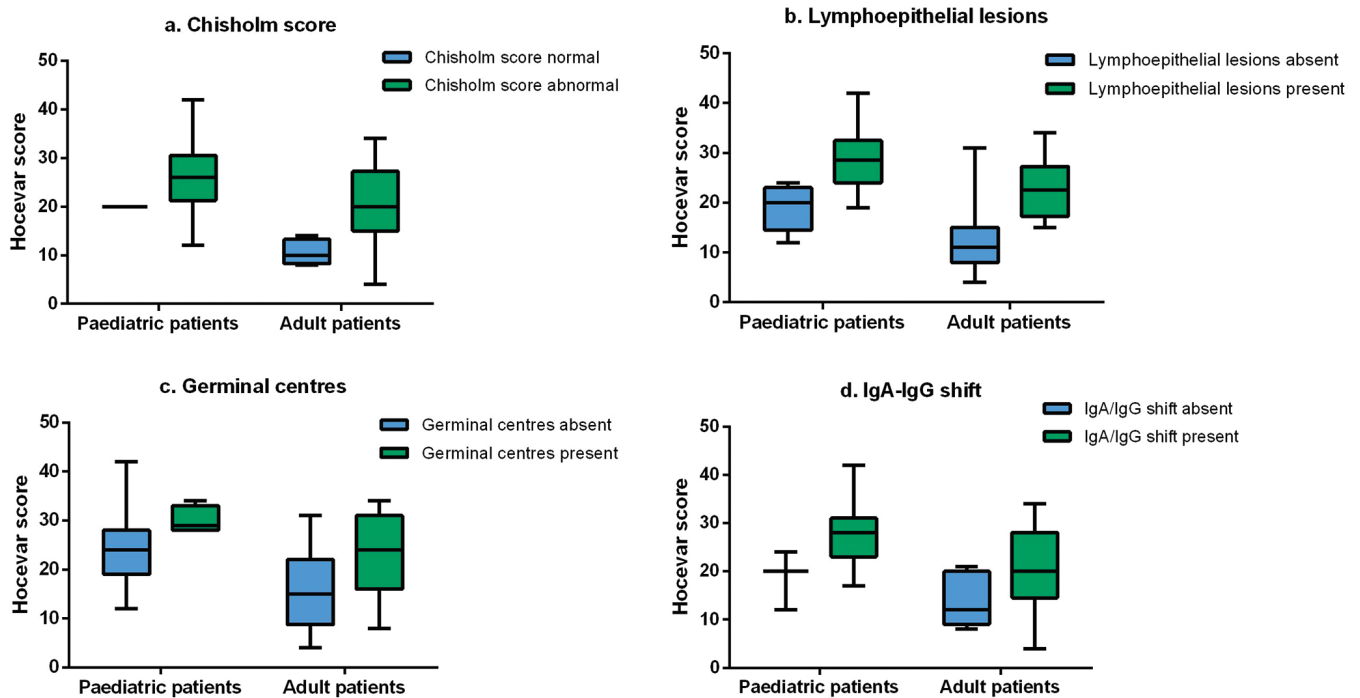 a. Chisholm score
Chisholm score normal
Chisholm score abnormal
Hocevar score
50
40
30
20
10
0
Paediatric patients
Adult patients
b. Lymphoepithelial lesions
Lymphoepithelial lesions absent
Lymphoepithelial lesions present
Hocevar score
50
40
30
20
10
0
Paediatric patients
Adult patients
c. Germinal centres
Germinal centres absent
Germinal centres present
Hocevar score
50
40
30
20
10
0
Paediatric patients
Adult patients
d. IgA-IgG shift
IgA/IgG shift absent
IgA/IgG shift present
Hocevar score
50
40
30
20
10
0
Paediatric patients
Adult patients